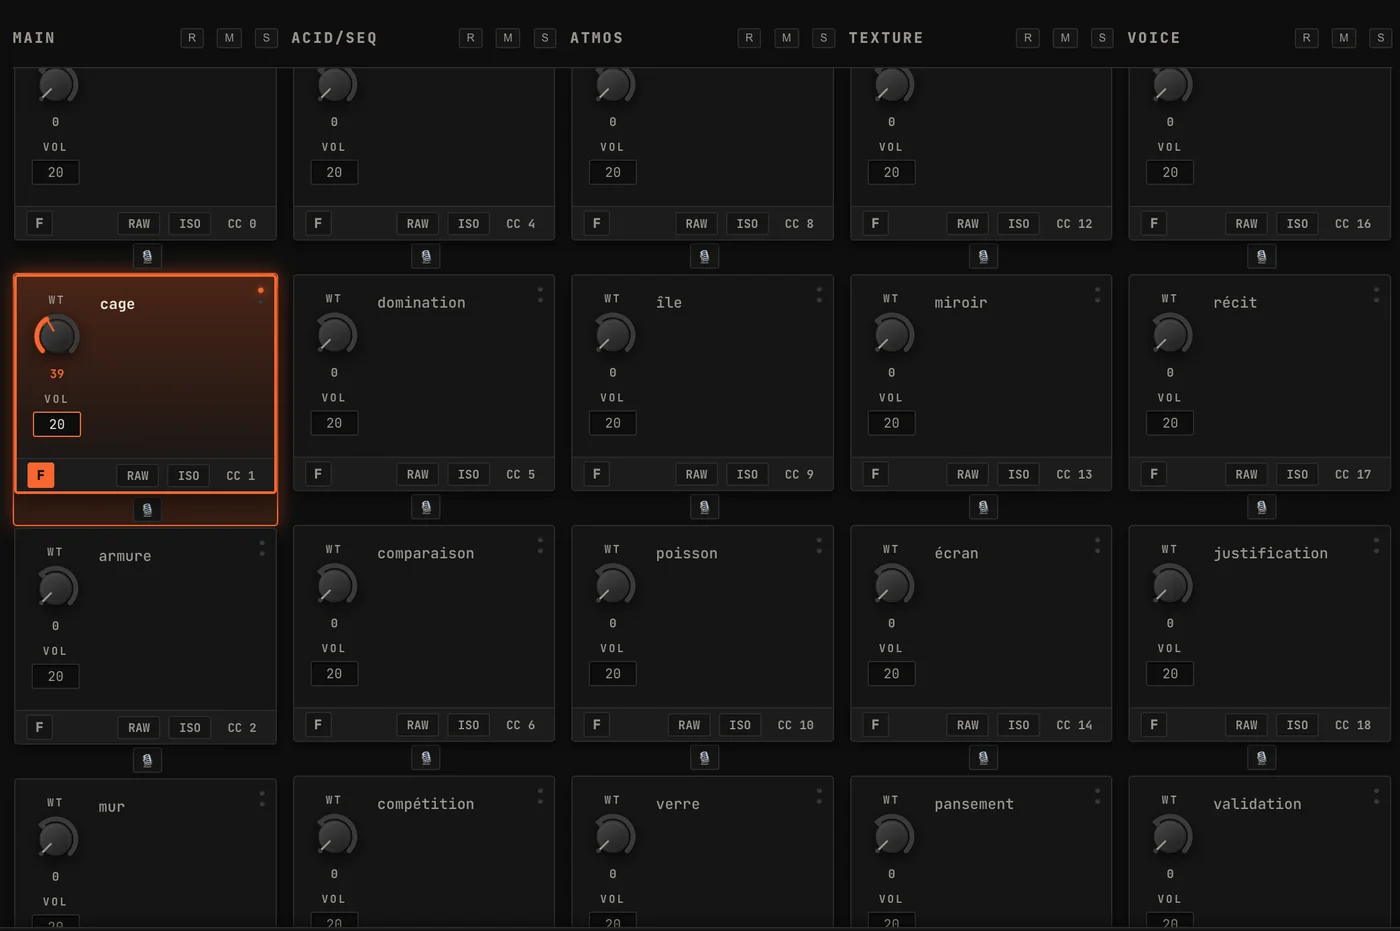 MAIN R M S ACID/SEQ R M S ATMOS R M S TEXTURE R M S VOICE R M S
0 0 0 0 0
VOL VOL VOL VOL VOL
20 20 20 20 20
F RAW ISO CC 0 F RAW ISO CC 4 F RAW ISO CC 8 F RAW ISO CC 12 F RAW ISO CC 16
WT cage WT domination WT île WT miroir WT récit
39 0 0 0 0
VOL VOL VOL VOL VOL
20 20 20 20 20
F RAW ISO CC 1 F RAW ISO CC 5 F RAW ISO CC 9 F RAW ISO CC 13 F RAW ISO CC 17
WT armure WT comparaison WT poisson WT écran WT justification
0 0 0 0 0
VOL VOL VOL VOL VOL
20 20 20 20 20
F RAW ISO CC 2 F RAW ISO CC 6 F RAW ISO CC 10 F RAW ISO CC 14 F RAW ISO CC 18
WT mur WT compétition WT verre WT pansement WT validation
0 0 0 0 0
VOL VOL VOL VOL VOL
20 20 20 20 20